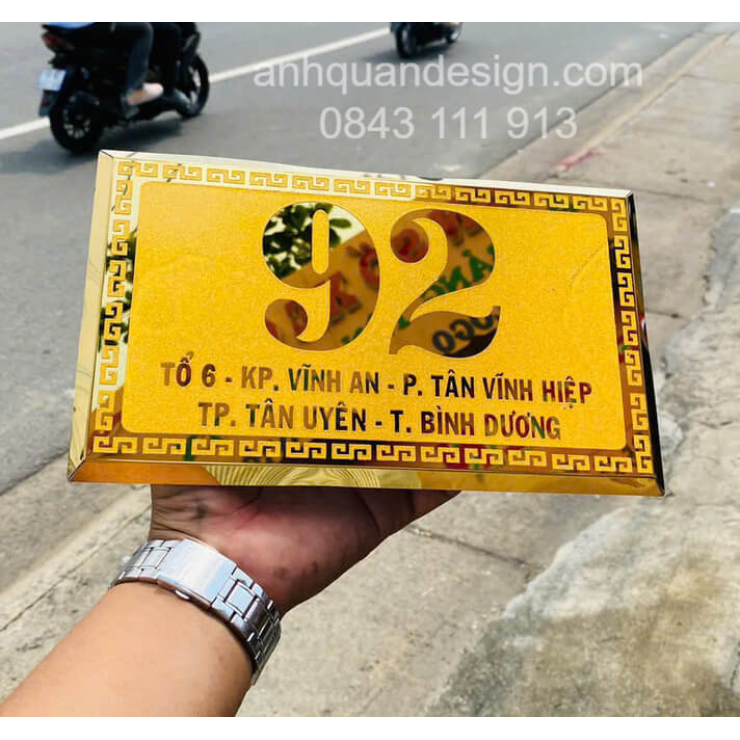 anhquandesign.com
0843 111 913
92
TỔ 6 - KP. VĨNH AN - P. TÂN VĨNH HIỆP
TP. TÂN UYÊN - T. BÌNH DƯƠNG